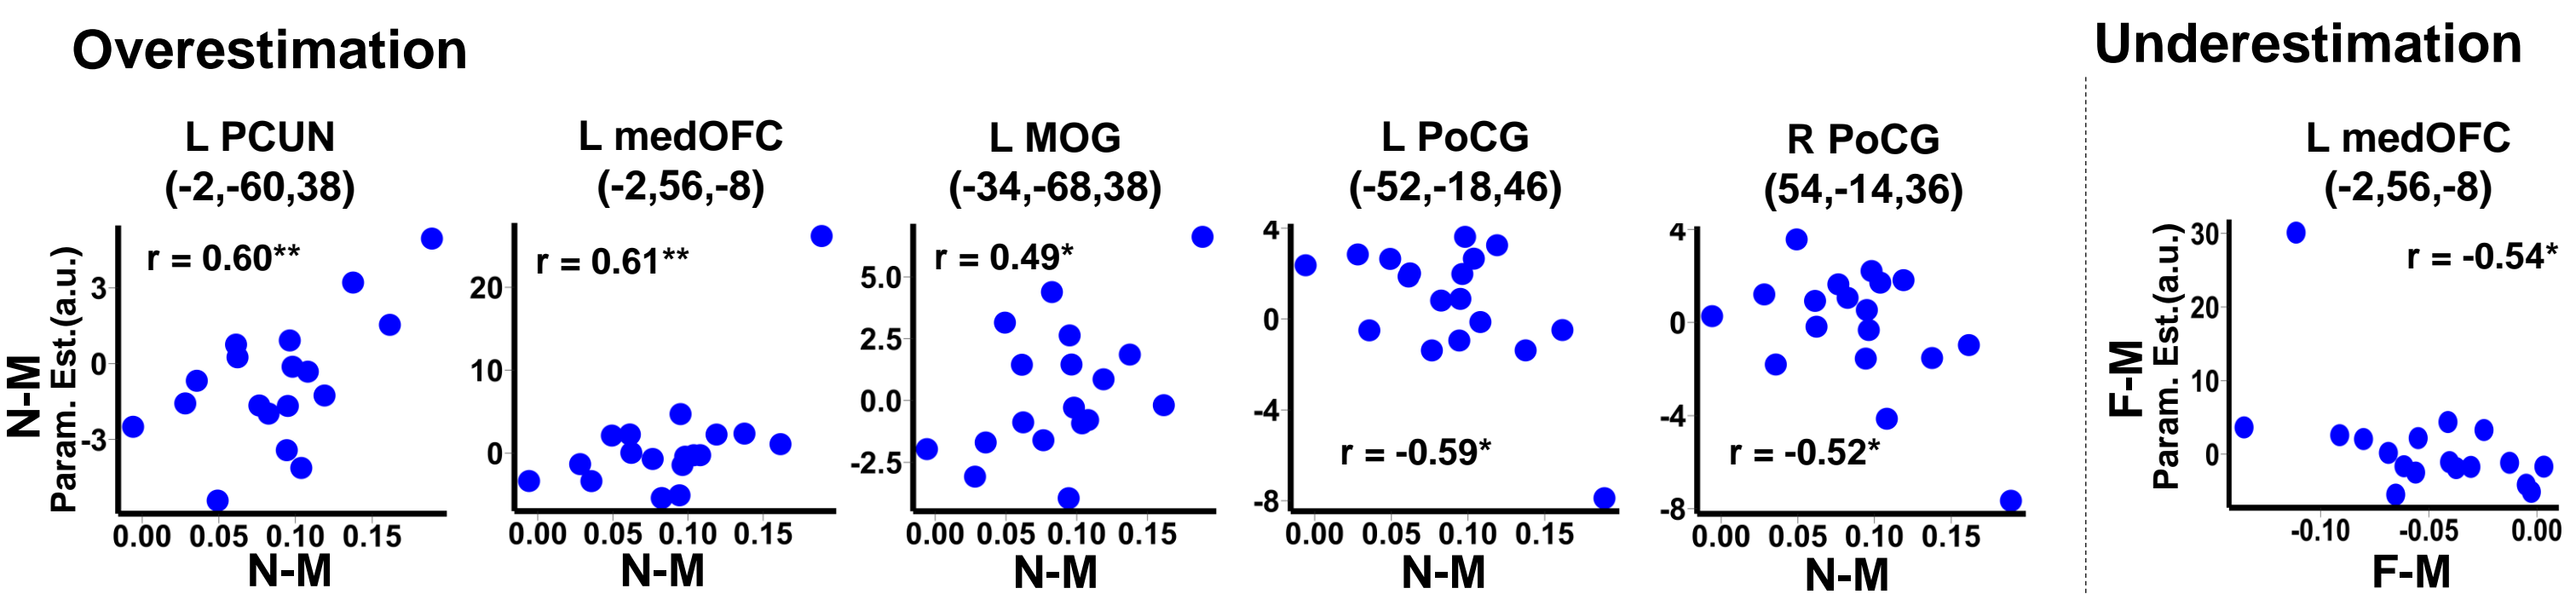 Overestimation
Underestimation
L PCUN
(-2,-60,38)
r = 0.60**
N-M
Param. Est.(a.u.)
3
0
-3
0.00 0.05 0.10 0.15
N-M
L medOFC
(-2,56,-8)
r = 0.61**
20
10
0
0.00 0.05 0.10 0.15
N-M
L MOG
(-34,-68,38)
r = 0.49*
5.0
2.5
0.0
-2.5
0.00 0.05 0.10 0.15
N-M
L PoCG
(-52,-18,46)
4
0
-4
-8
r = -0.59*
0.00 0.05 0.10 0.15
N-M
R PoCG
(54,-14,36)
4
0
-4
-8
r = -0.52*
0.00 0.05 0.10 0.15
N-M
L medOFC
(-2,56,-8)
r = -0.54*
F-M
Param. Est.(a.u.)
30
20
10
0
-0.10 -0.05 0.00
F-M